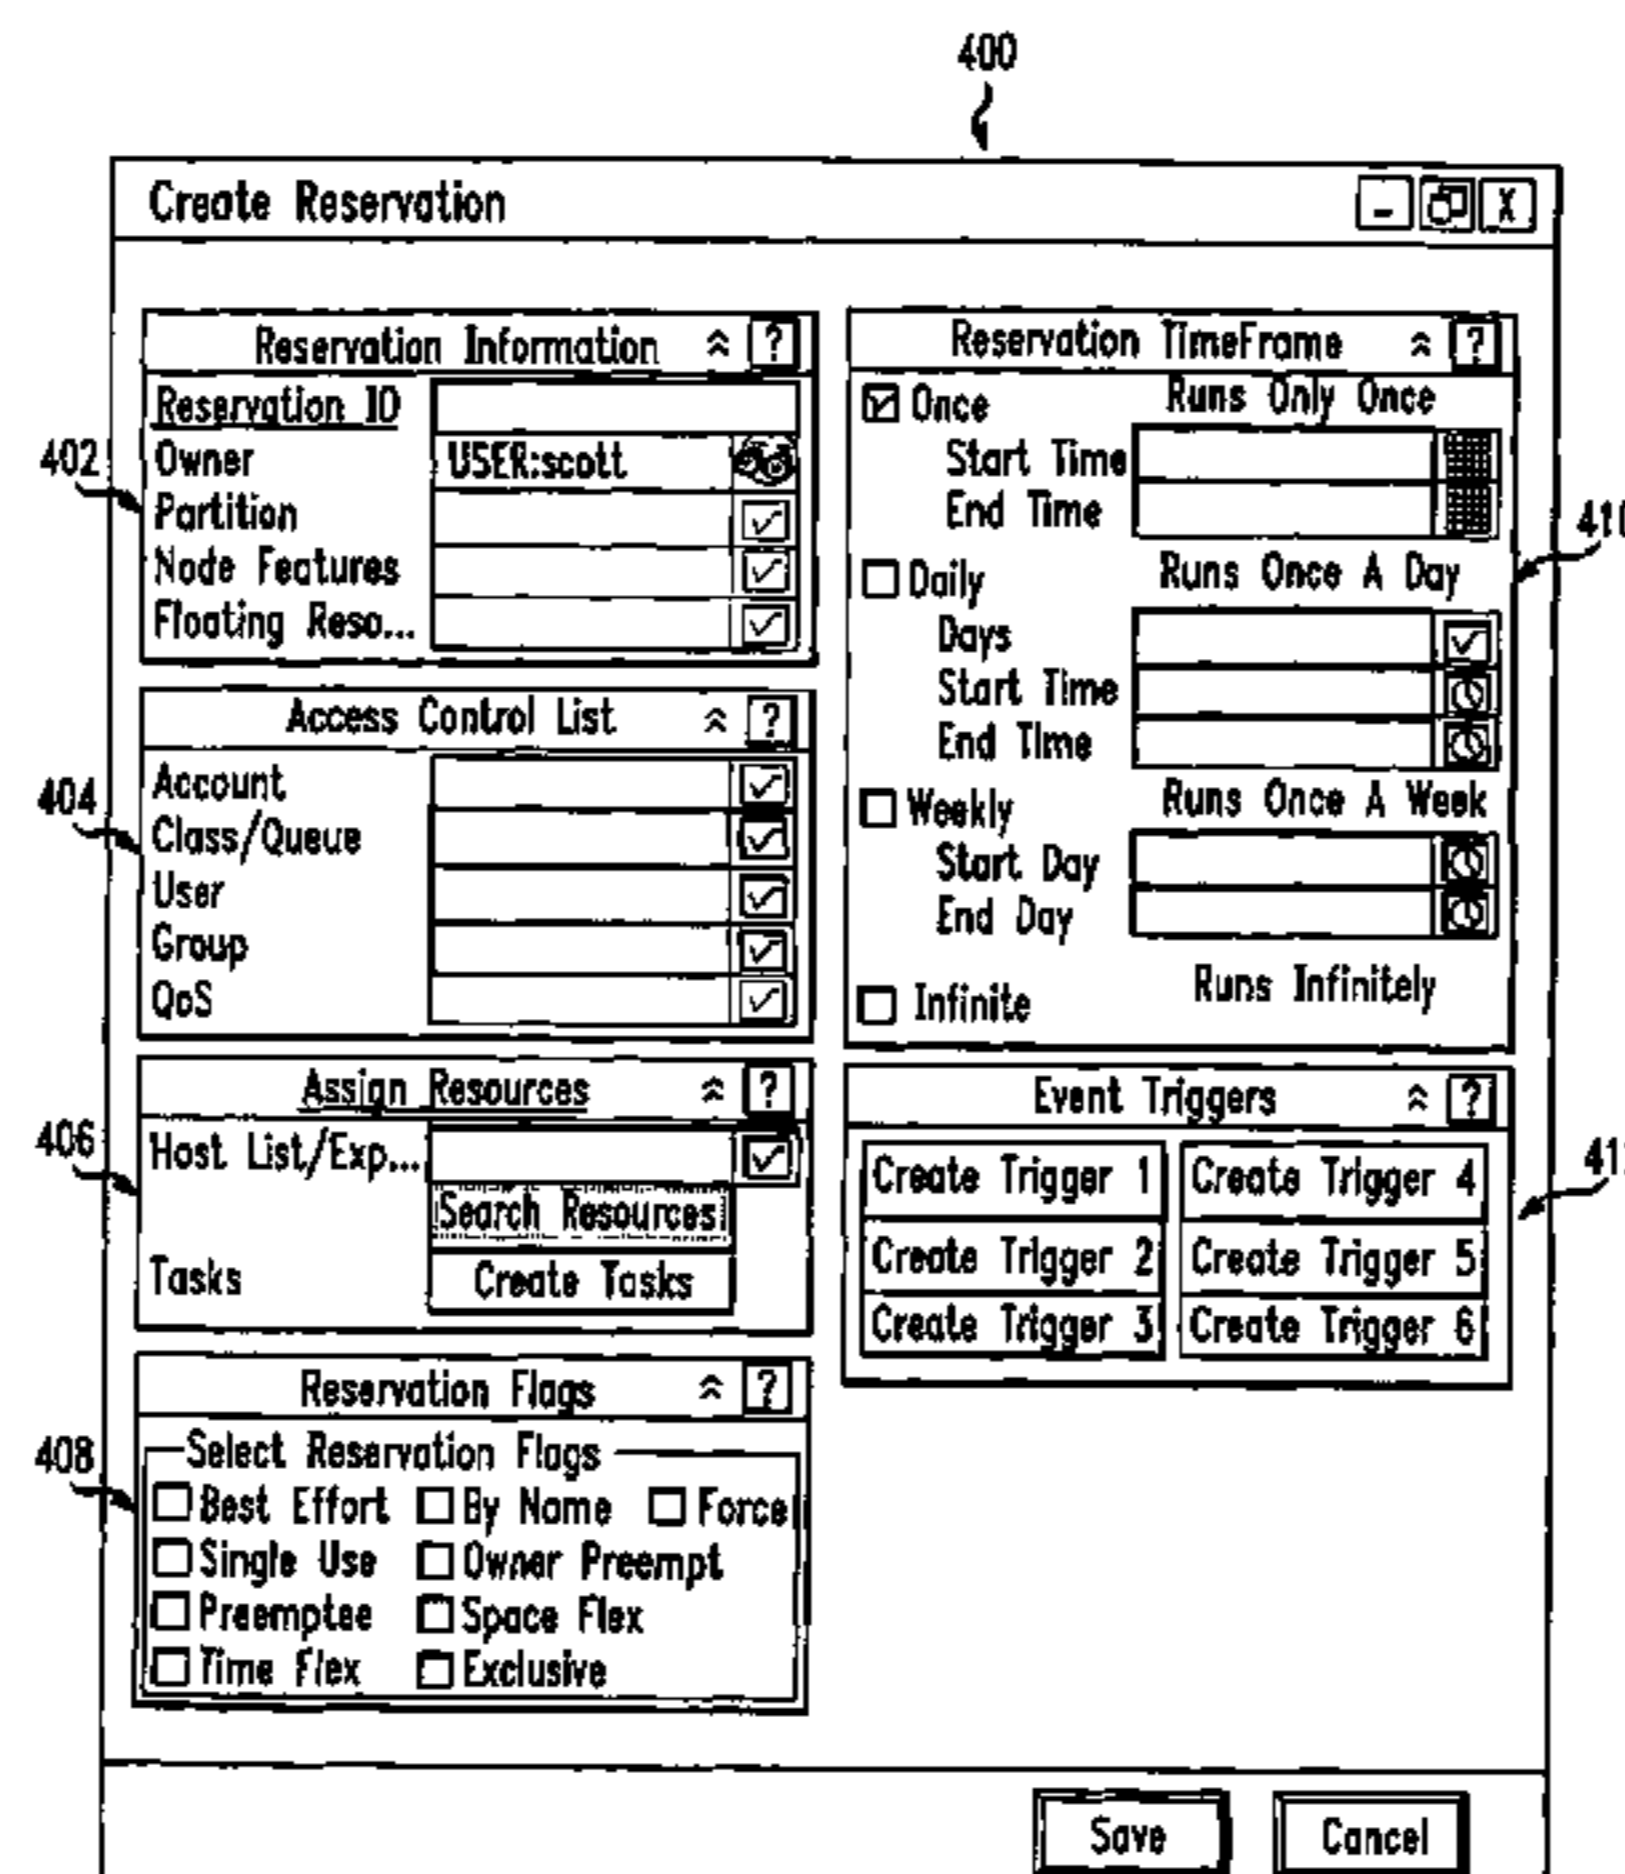 400
Create Reservation
- X
Reservation Information ?
Reservation ID
402
Owner USER:scott
Partition
Node Features
Floating Reso...
Access Control List ?
404
Account
Class/Queue
User
Group
QoS
Assign Resources ?
406
Host List/Exp...
Search Resources
Tasks Create Tasks
Reservation Flags ?
408
Select Reservation Flags
Best Effort By Name Force
Single Use Owner Preempt
Preemptee Space Flex
Time Flex Exclusive
Reservation TimeFrame ?
Once Runs Only Once
Start Time
End Time
Daily Runs Once A Day
Days
Start Time
End Time
Weekly Runs Once A Week
Start Day
End Day
Infinite Runs Infinitely
Event Triggers ?
Create Trigger 1 Create Trigger 4
Create Trigger 2 Create Trigger 5
Create Trigger 3 Create Trigger 6
Save Cancel